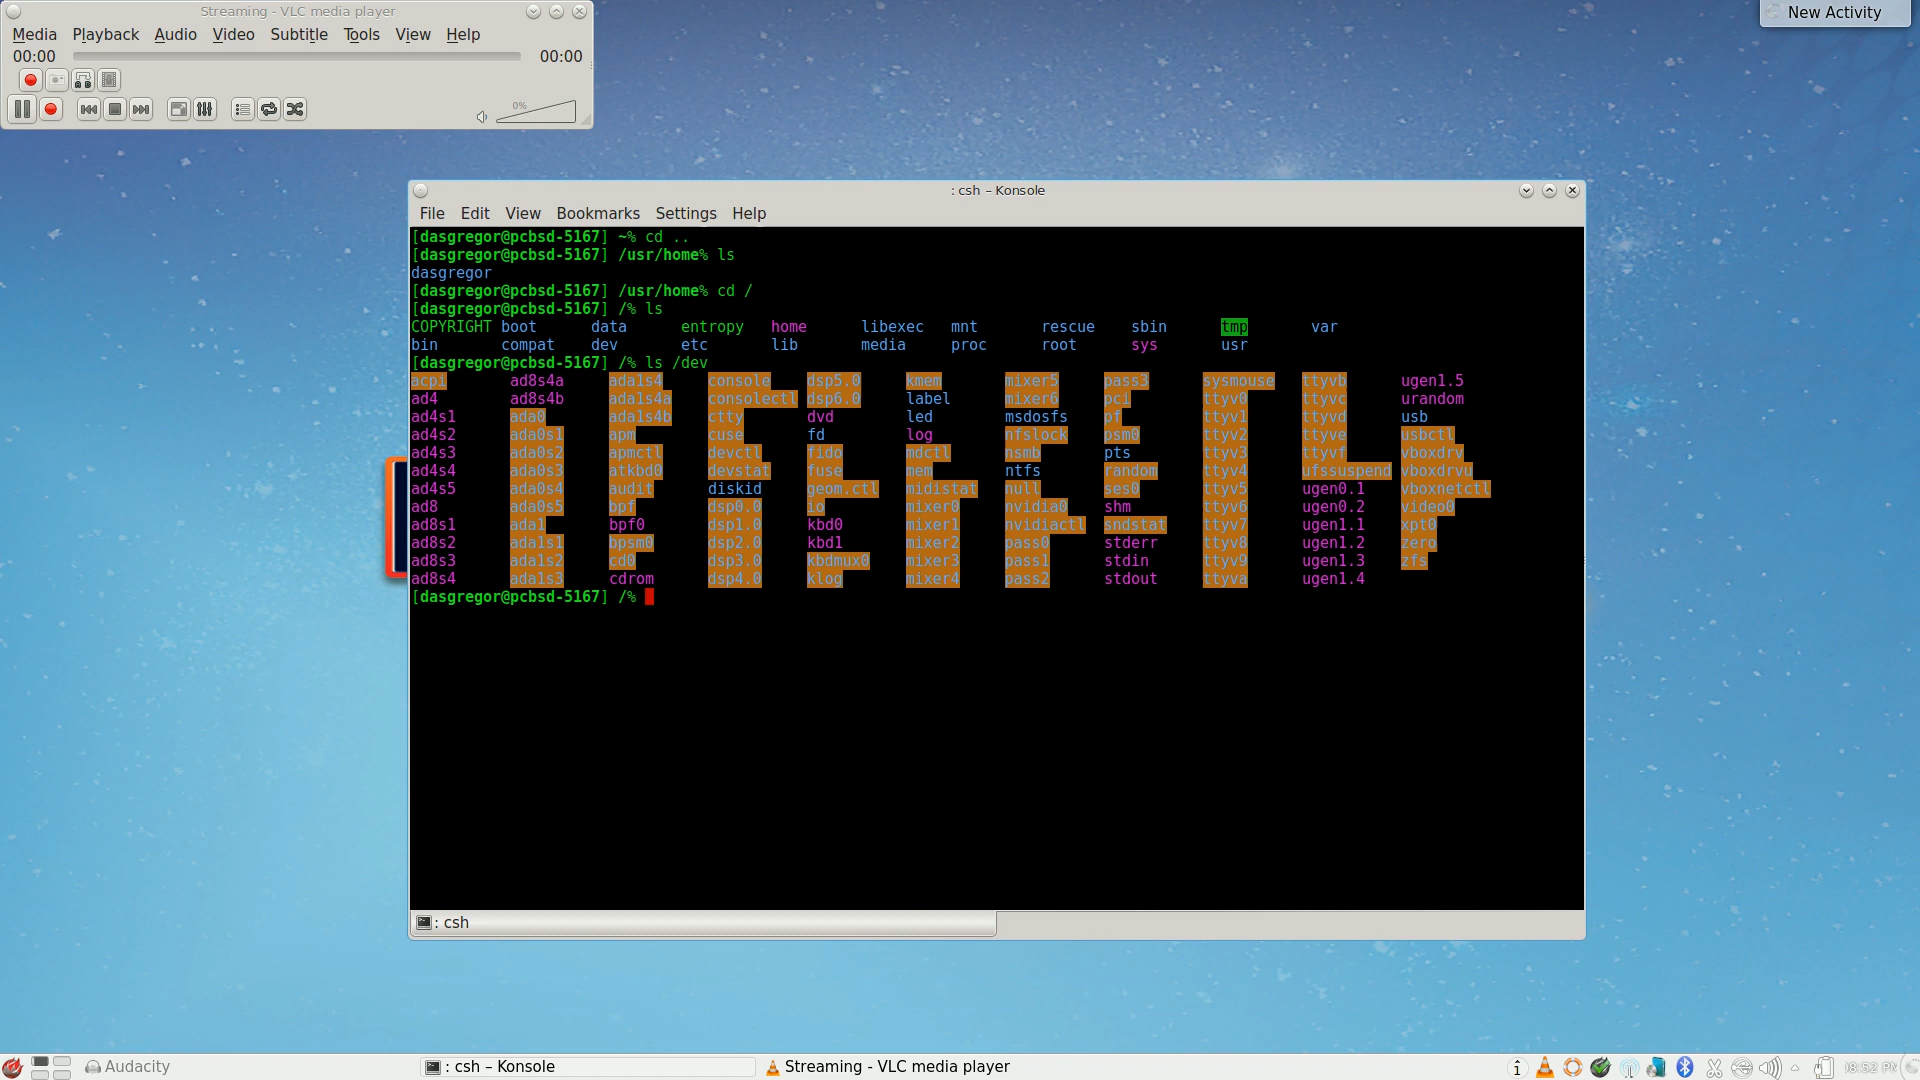 Streaming - VLC media player
New Activity
Media Playback Audio Video Subtitle Tools View Help
00:00 00:00
0%
: csh – Konsole
File Edit View Bookmarks Settings Help
[dasgregor@pcbsd-5167] ~% cd ..
[dasgregor@pcbsd-5167] /usr/home% ls
dasgregor
[dasgregor@pcbsd-5167] /usr/home% cd /
[dasgregor@pcbsd-5167] /% ls
COPYRIGHT boot data entropy home libexec mnt rescue sbin tmp var
bin compat dev etc lib media proc root sys usr
[dasgregor@pcbsd-5167] /% ls /dev
acpi ad8s4a ada1s4 console dsp5.0 kmem mixer5 pass3 sysmouse ttyvb ugen1.5
ad4 ad8s4b ada1s4a consolectl dsp6.0 label mixer6 pci ttyv0 ttyvc urandom
ad4s1 ada0 ada1s4b ctty dvd led msdosfs pf ttyv1 ttyvd usb
ad4s2 ada0s1 apm cuse fd log nfslock psm0 ttyv2 ttyve usbctl
ad4s3 ada0s2 apmctl devctl fido mdctl nsmb pts ttyv3 ttyvf vboxdrv
ad4s4 ada0s3 atkbd0 devstat fuse mem ntfs random ttyv4 ufssuspend vboxdrvu
ad4s5 ada0s4 audit diskid geom.ctl midistat null ses0 ttyv5 ugen0.1 vboxnetctl
ad8 ada0s5 bpf dsp0.0 io mixer0 nvidia0 shm ttyv6 ugen0.2 video0
ad8s1 ada1 bpf0 dsp1.0 kbd0 mixer1 nvidiactl sndstat ttyv7 ugen1.1 xpt0
ad8s2 ada1s1 bpsm0 dsp2.0 kbd1 mixer2 pass0 stderr ttyv8 ugen1.2 zero
ad8s3 ada1s2 cd0 dsp3.0 kbdmux0 mixer3 pass1 stdin ttyv9 ugen1.3 zfs
ad8s4 ada1s3 cdrom dsp4.0 klog mixer4 pass2 stdout ttyva ugen1.4
[dasgregor@pcbsd-5167] /%
: csh
Audacity : csh – Konsole Streaming - VLC media player 08:52 PM